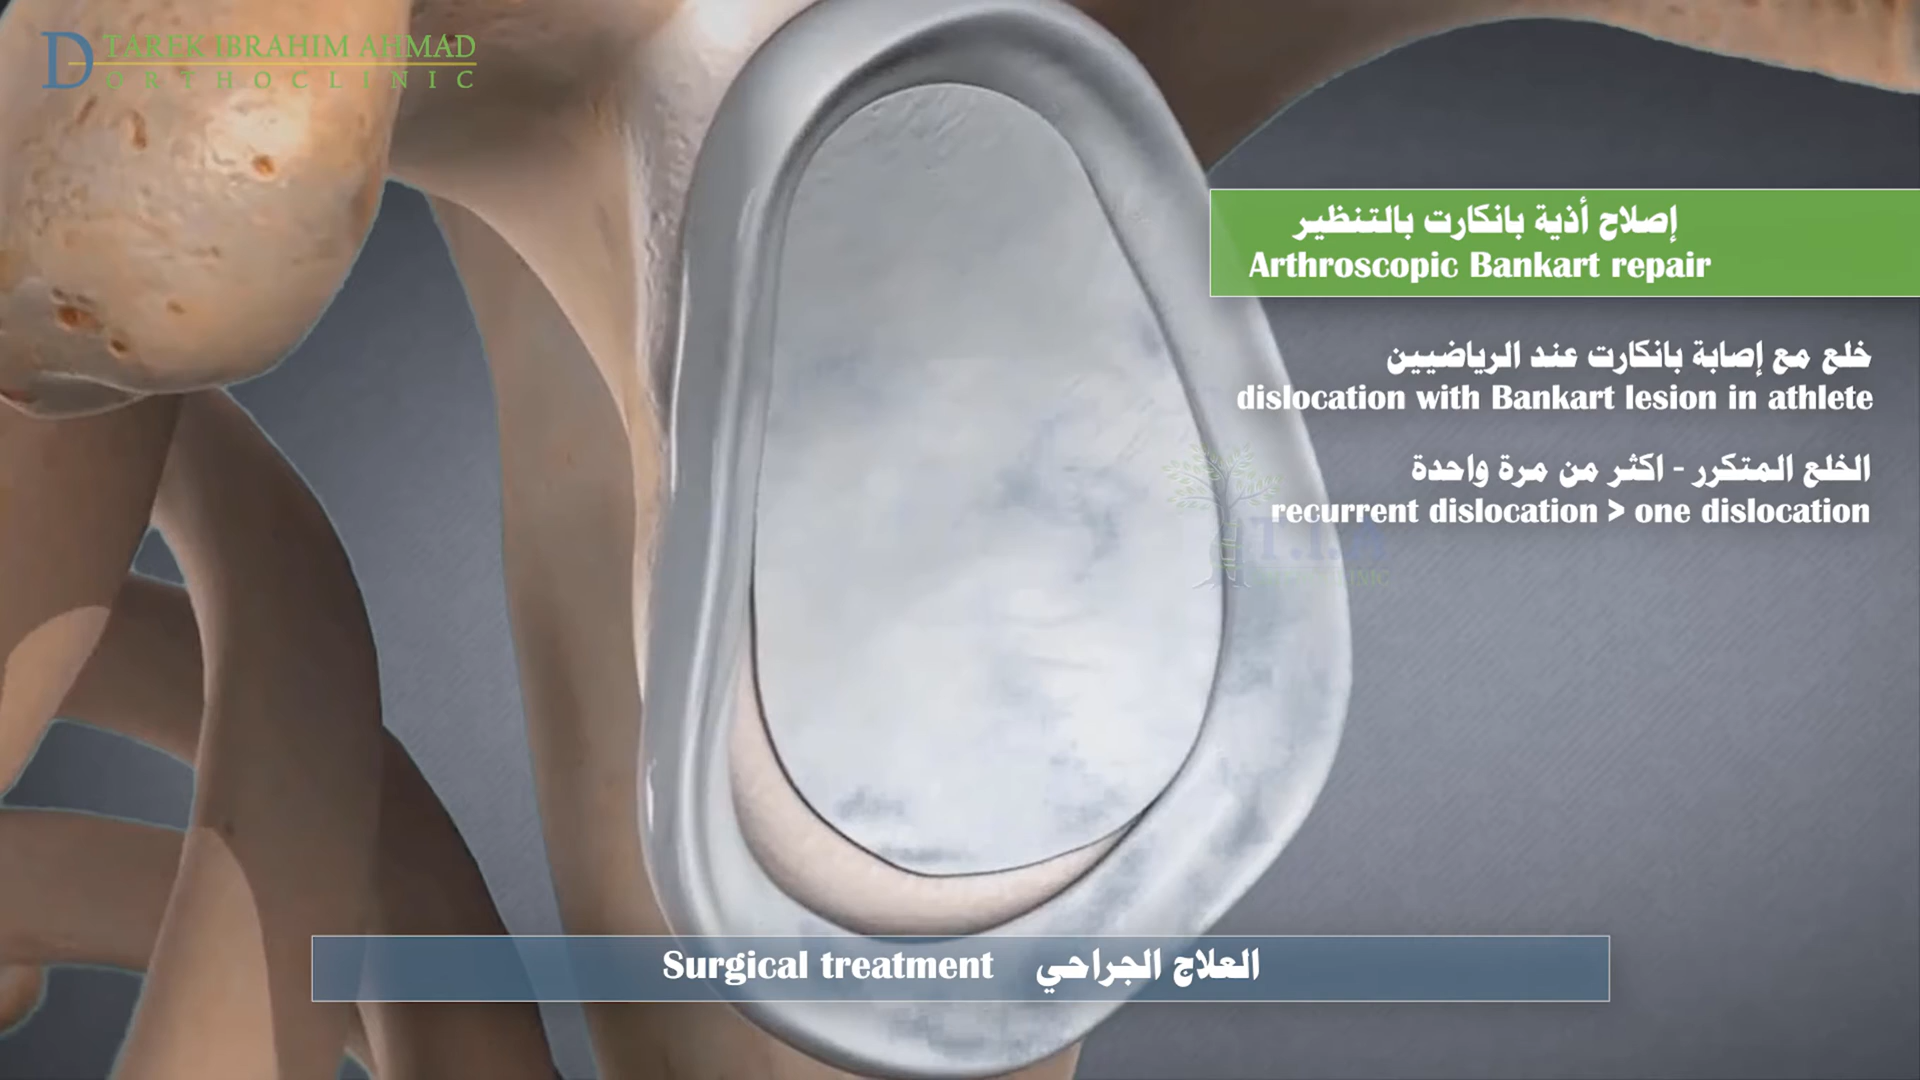 D TAREK IBRAHIM AHMAD
ORTHOCLINIC
إصلاح أذية بانكارت بالتنظير
Arthroscopic Bankart repair
خلع مع إصابة بانكارت عند الرياضيين
dislocation with Bankart lesion in athlete
الخلع المتكرر - اكثر من مرة واحدة
recurrent dislocation > one dislocation
T.I.A
Surgical treatment العلاج الجراحي